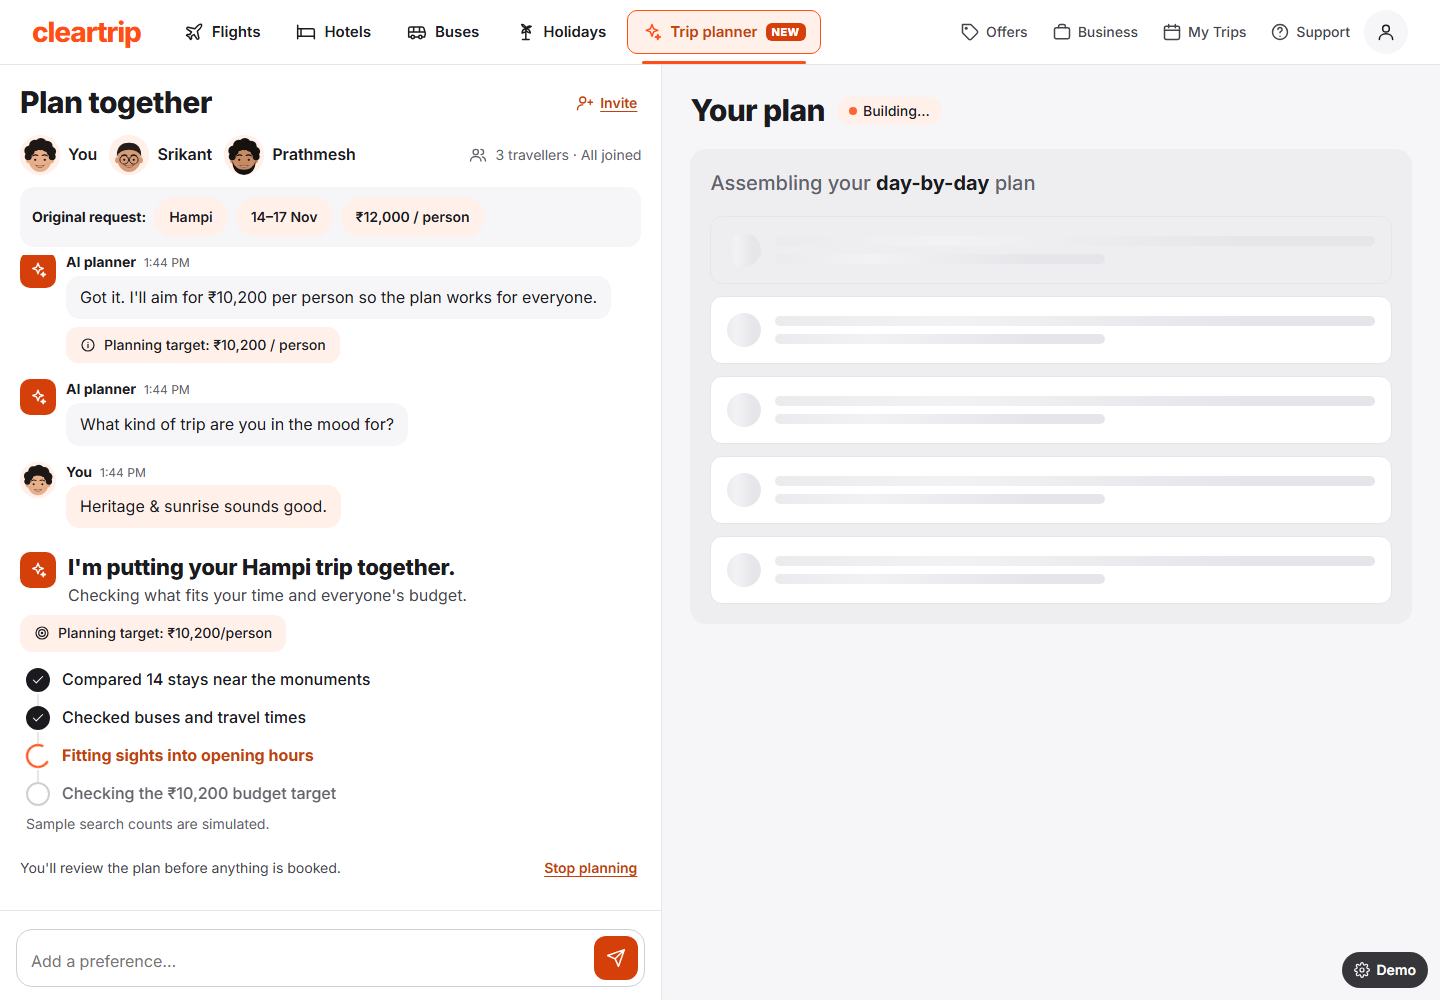 cleartrip
Flights
Hotels
Buses
Holidays
Trip planner NEW
Offers
Business
My Trips
Support
Plan together
Invite
You
Srikant
Prathmesh
3 travellers · All joined
Original request: Hampi 14–17 Nov ₹12,000 / person
AI planner 1:44 PM
Got it. I'll aim for ₹10,200 per person so the plan works for everyone.
Planning target: ₹10,200 / person
AI planner 1:44 PM
What kind of trip are you in the mood for?
You 1:44 PM
Heritage & sunrise sounds good.
I'm putting your Hampi trip together.
Checking what fits your time and everyone's budget.
Planning target: ₹10,200/person
Compared 14 stays near the monuments
Checked buses and travel times
Fitting sights into opening hours
Checking the ₹10,200 budget target
Sample search counts are simulated.
You'll review the plan before anything is booked.
Stop planning
Add a preference...
Your plan
Building...
Assembling your day-by-day plan
Demo